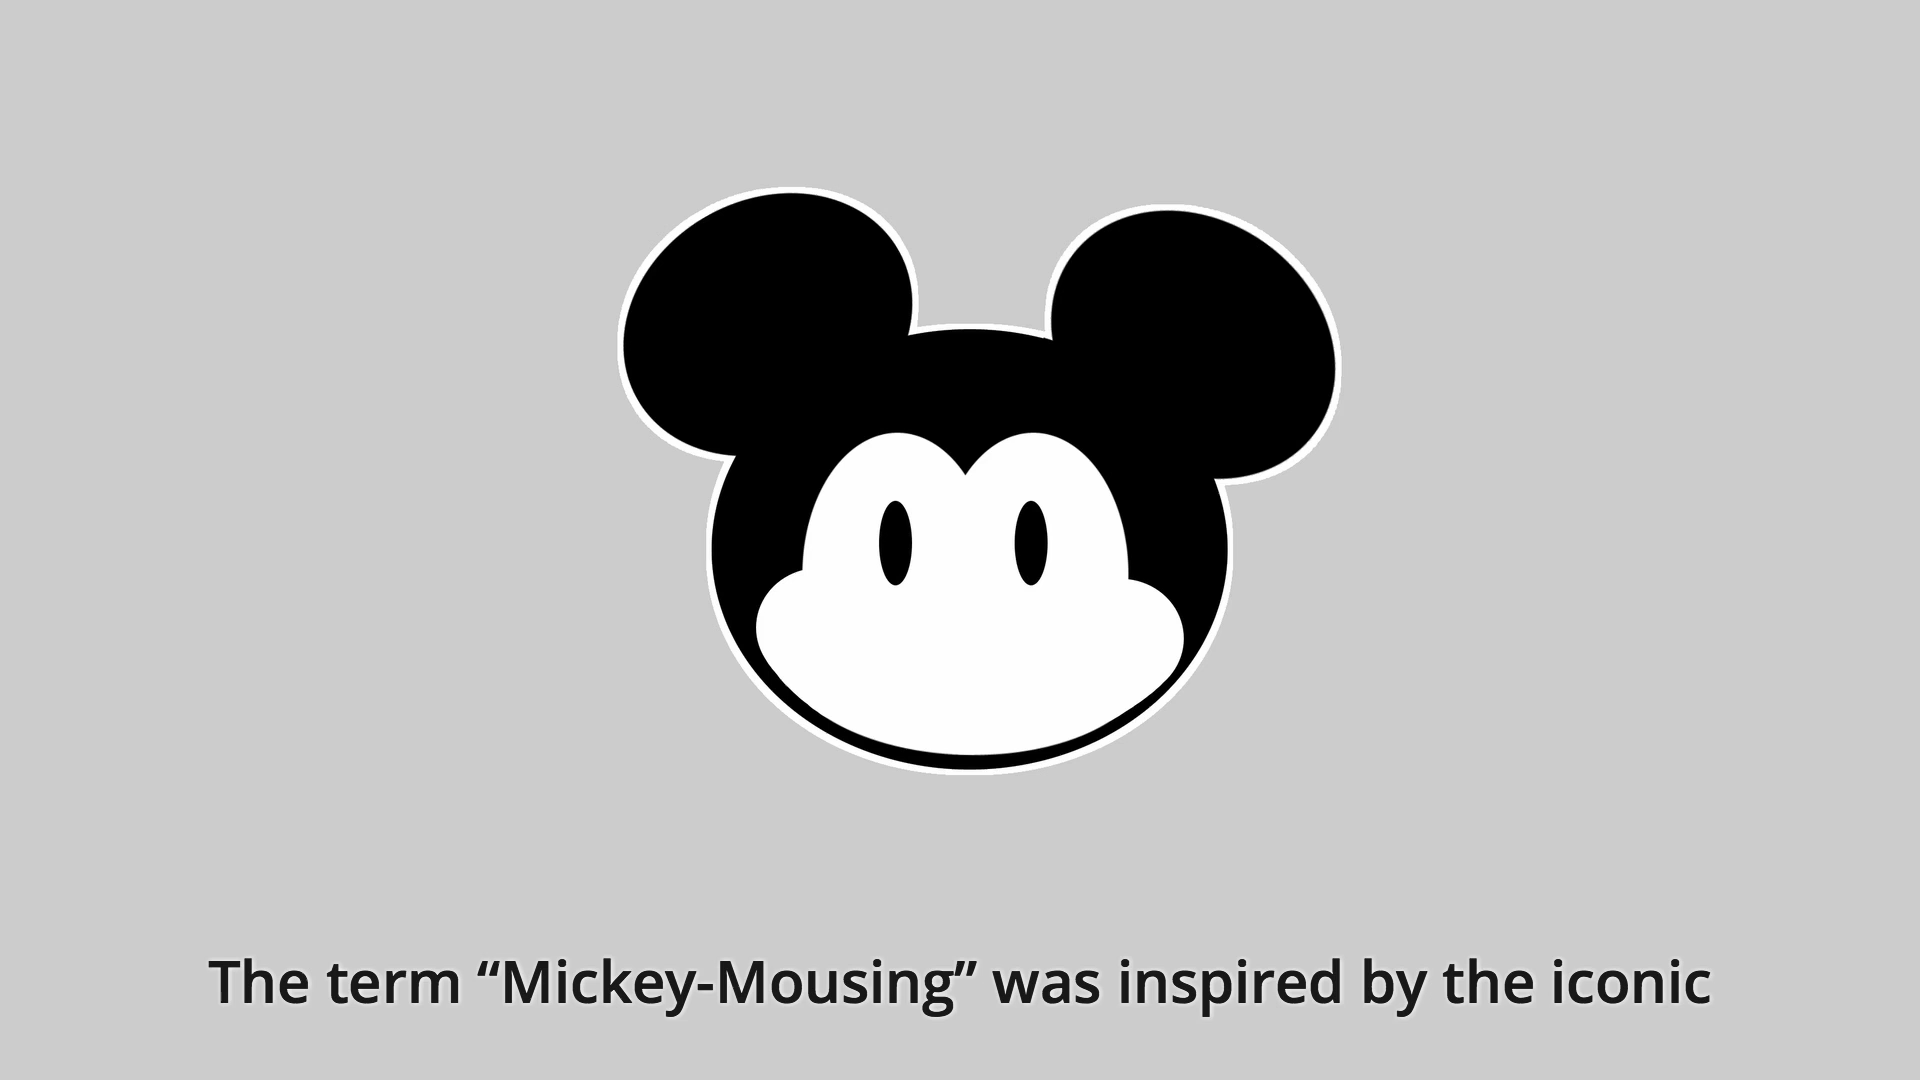 The term “Mickey-Mousing” was inspired by the iconic